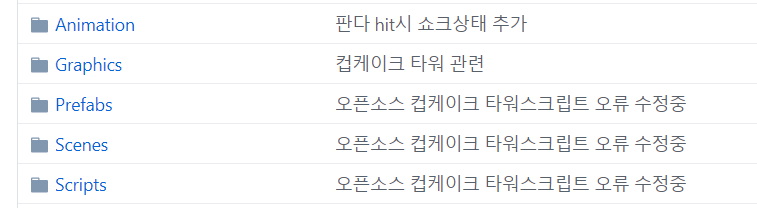 Animation 판다 hit시 쇼크상태 추가
Graphics 컵케이크 타워 관련
Prefabs 오픈소스 컵케이크 타워스크립트 오류 수정중
Scenes 오픈소스 컵케이크 타워스크립트 오류 수정중
Scripts 오픈소스 컵케이크 타워스크립트 오류 수정중